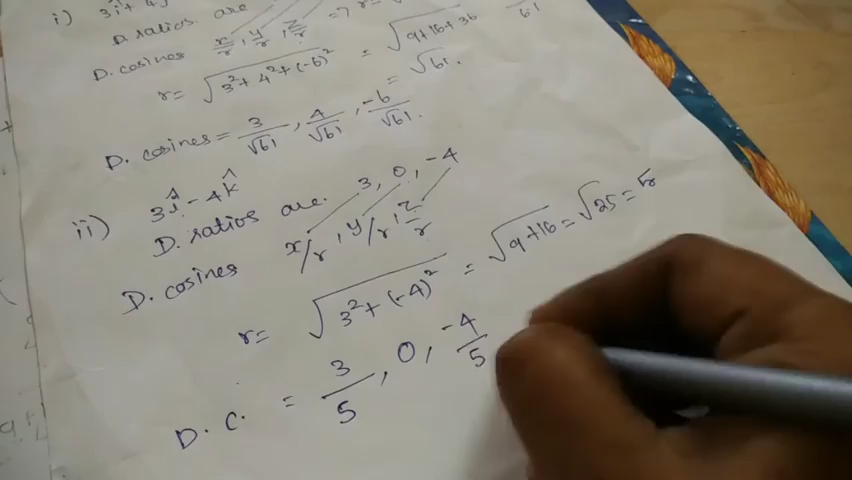 i) 3i+4j
D. ratios are
D. cosines x/r, y/r, z/r => r=
61
r= √3²+4²+(-6)² = √9+16+36
= √61.
D. cosines = 3/√61, 4/√61, -6/√61.
ii) 3î - 4k̂
D. ratios are. 3, 0, -4
D. cosines x/r, y/r, z/r
r= √3²+(-4)² = √9+16 = √25 = 5
D. C. = 3/5, 0, -4/5